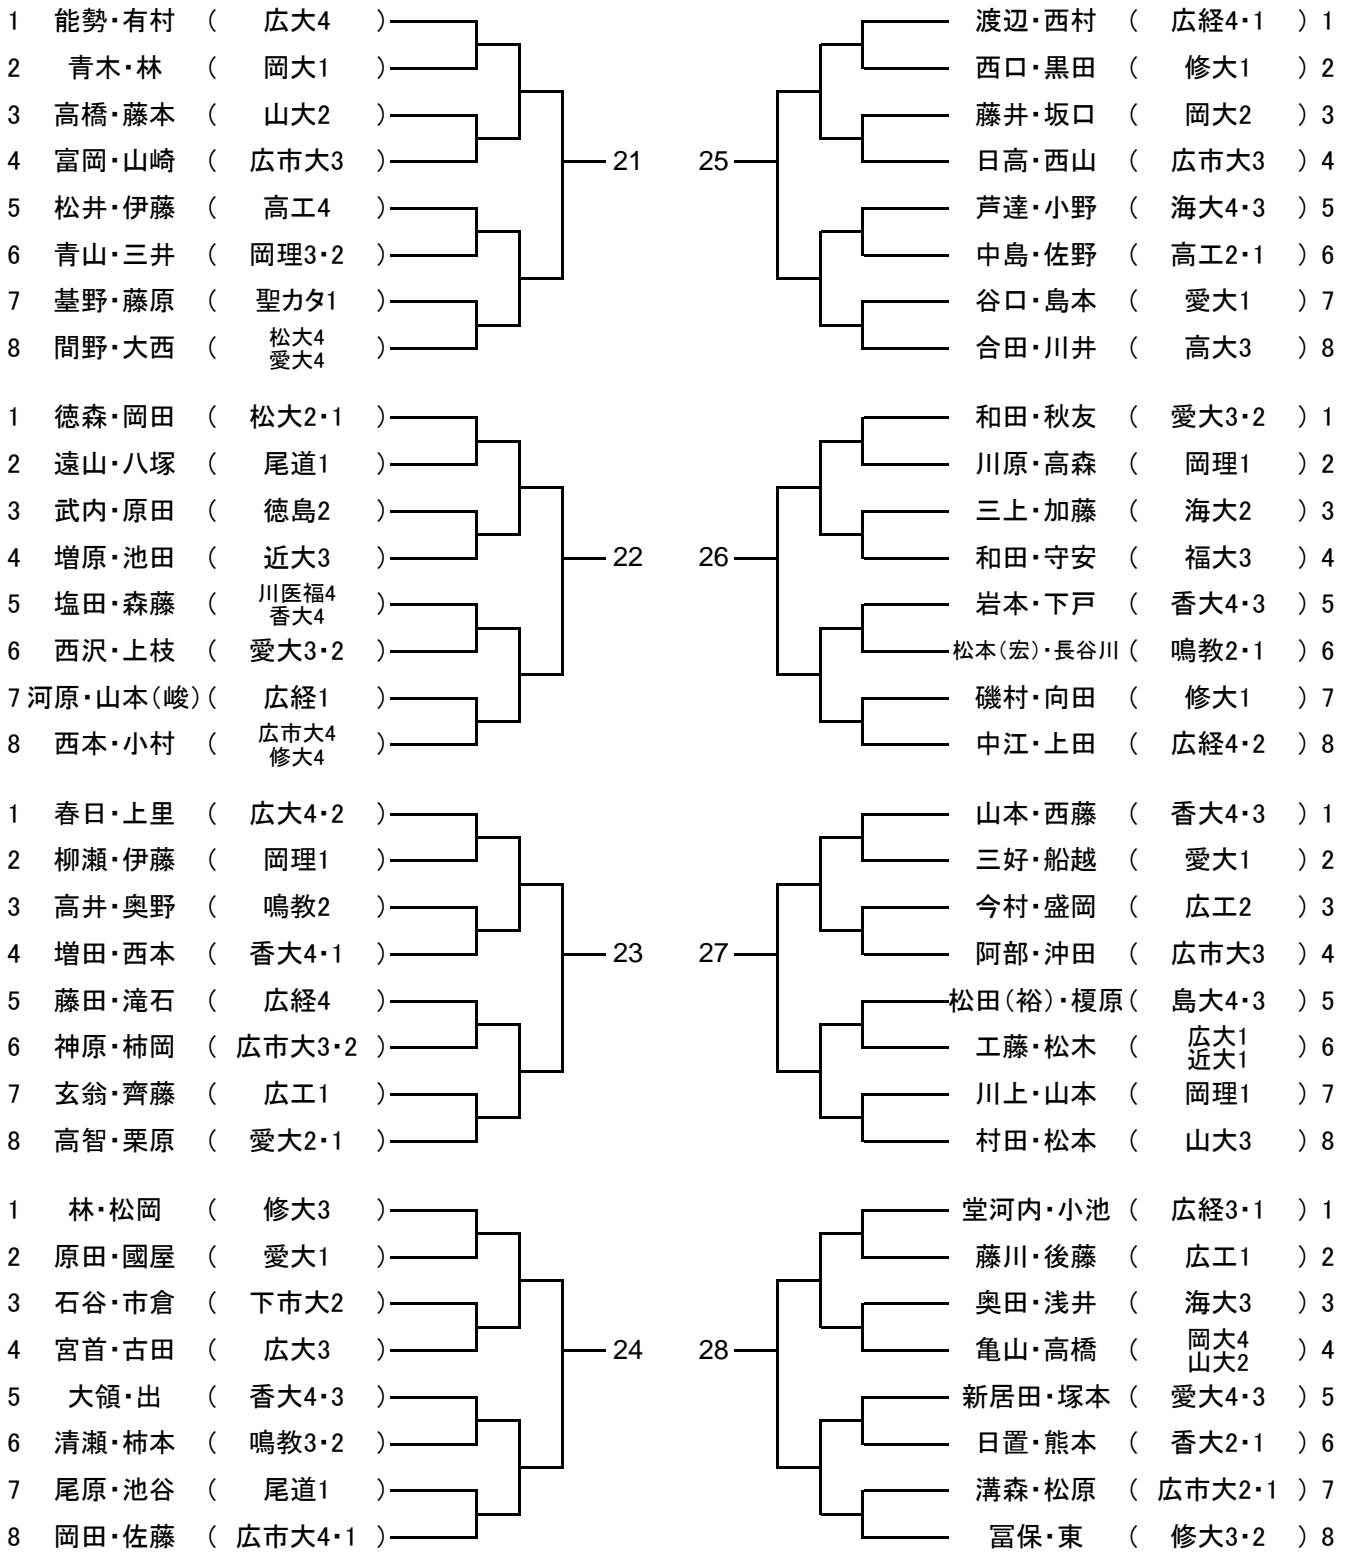 1 能勢・有村 ( 広大4 )
2 青木・林 ( 岡大1 )
3 高橋・藤本 ( 山大2 )
4 富岡・山崎 ( 広市大3 )
21
5 松井・伊藤 ( 高工4 )
6 青山・三井 ( 岡理3・2 )
7 墓野・藤原 ( 聖カタ1 )
8 間野・大西 ( 松大4 愛大4 )
1 徳森・岡田 ( 松大2・1 )
2 遠山・八塚 ( 尾道1 )
3 武内・原田 ( 徳島2 )
4 増原・池田 ( 近大3 )
22
5 塩田・森藤 ( 川医福4 香大4 )
6 西沢・上枝 ( 愛大3・2 )
7 河原・山本(峻) ( 広経1 )
8 西本・小村 ( 広市大4 修大4 )
1 春日・上里 ( 広大4・2 )
2 柳瀬・伊藤 ( 岡理1 )
3 高井・奥野 ( 鳴教2 )
4 増田・西本 ( 香大4・1 )
23
5 藤田・滝石 ( 広経4 )
6 神原・柿岡 ( 広市大3・2 )
7 玄翁・齊藤 ( 広工1 )
8 高智・栗原 ( 愛大2・1 )
1 林・松岡 ( 修大3 )
2 原田・國屋 ( 愛大1 )
3 石谷・市倉 ( 下市大2 )
4 宮首・古田 ( 広大3 )
24
5 大領・出 ( 香大4・3 )
6 清瀬・柿本 ( 鳴教3・2 )
7 尾原・池谷 ( 尾道1 )
8 岡田・佐藤 ( 広市大4・1 )
渡辺・西村 ( 広経4・1 ) 1
西口・黒田 ( 修大1 ) 2
藤井・坂口 ( 岡大2 ) 3
日高・西山 ( 広市大3 ) 4
25
芦達・小野 ( 海大4・3 ) 5
中島・佐野 ( 高工2・1 ) 6
谷口・島本 ( 愛大1 ) 7
合田・川井 ( 高大3 ) 8
和田・秋友 ( 愛大3・2 ) 1
川原・高森 ( 岡理1 ) 2
三上・加藤 ( 海大2 ) 3
和田・守安 ( 福大3 ) 4
26
岩本・下戸 ( 香大4・3 ) 5
松本(宏)・長谷川 ( 鳴教2・1 ) 6
磯村・向田 ( 修大1 ) 7
中江・上田 ( 広経4・2 ) 8
山本・西藤 ( 香大4・3 ) 1
三好・船越 ( 愛大1 ) 2
今村・盛岡 ( 広工2 ) 3
阿部・沖田 ( 広市大3 ) 4
27
松田(裕)・榎原 ( 島大4・3 ) 5
工藤・松木 ( 広大1 近大1 ) 6
川上・山本 ( 岡理1 ) 7
村田・松本 ( 山大3 ) 8
堂河内・小池 ( 広経3・1 ) 1
藤川・後藤 ( 広工1 ) 2
奥田・浅井 ( 海大3 ) 3
亀山・高橋 ( 岡大4 山大2 ) 4
28
新居田・塚本 ( 愛大4・3 ) 5
日置・熊本 ( 香大2・1 ) 6
溝森・松原 ( 広市大2・1 ) 7
冨保・東 ( 修大3・2 ) 8